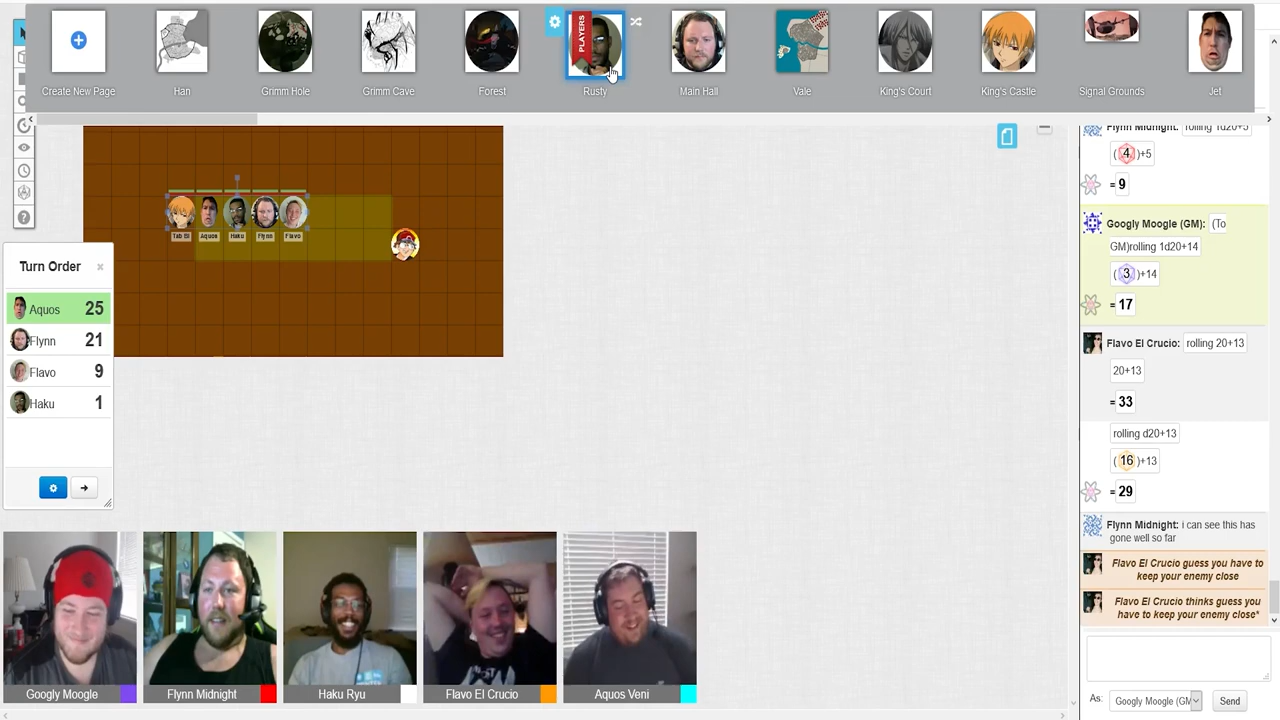 Create New Page
Han
Grimm Hole
Grimm Cave
Forest
PLAYERS
Rusty
Main Hall
Vale
King's Court
King's Castle
Signal Grounds
Jet
Tab El
Aquos
Haku
Flynn
Flavo
Turn Order
×
Aquos 25
Flynn 21
Flavo 9
Haku 1
Googly Moogle
Flynn Midnight
Haku Ryu
Flavo El Crucio
Aquos Veni
Flynn Midnight: rolling 1d20+5
(4)+5
= 9
Googly Moogle (GM): (To
GM)rolling 1d20+14
(3)+14
= 17
Flavo El Crucio: rolling 20+13
20+13
= 33
rolling d20+13
(16)+13
= 29
Flynn Midnight: i can see this has
gone well so far
Flavo El Crucio guess you have to
keep your enemy close
Flavo El Crucio thinks guess you
have to keep your enemy close*
As:
Googly Moogle (GM
Send